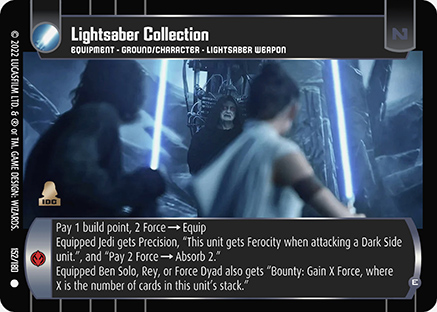 Lightsaber Collection
EQUIPMENT - GROUND/CHARACTER - LIGHTSABER WEAPON
N
© 2022 LUCASFILM LTD. & ® or TM. GAME DESIGN: WIZARDS.
IDC
Pay 1 build point, 2 Force → Equip
Equipped Jedi gets Precision, “This unit gets Ferocity when attacking a Dark Side
unit.”, and “Pay 2 Force → Absorb 2.”
Equipped Ben Solo, Rey, or Force Dyad also gets “Bounty: Gain X Force, where
X is the number of cards in this unit’s stack.”
152/180
E